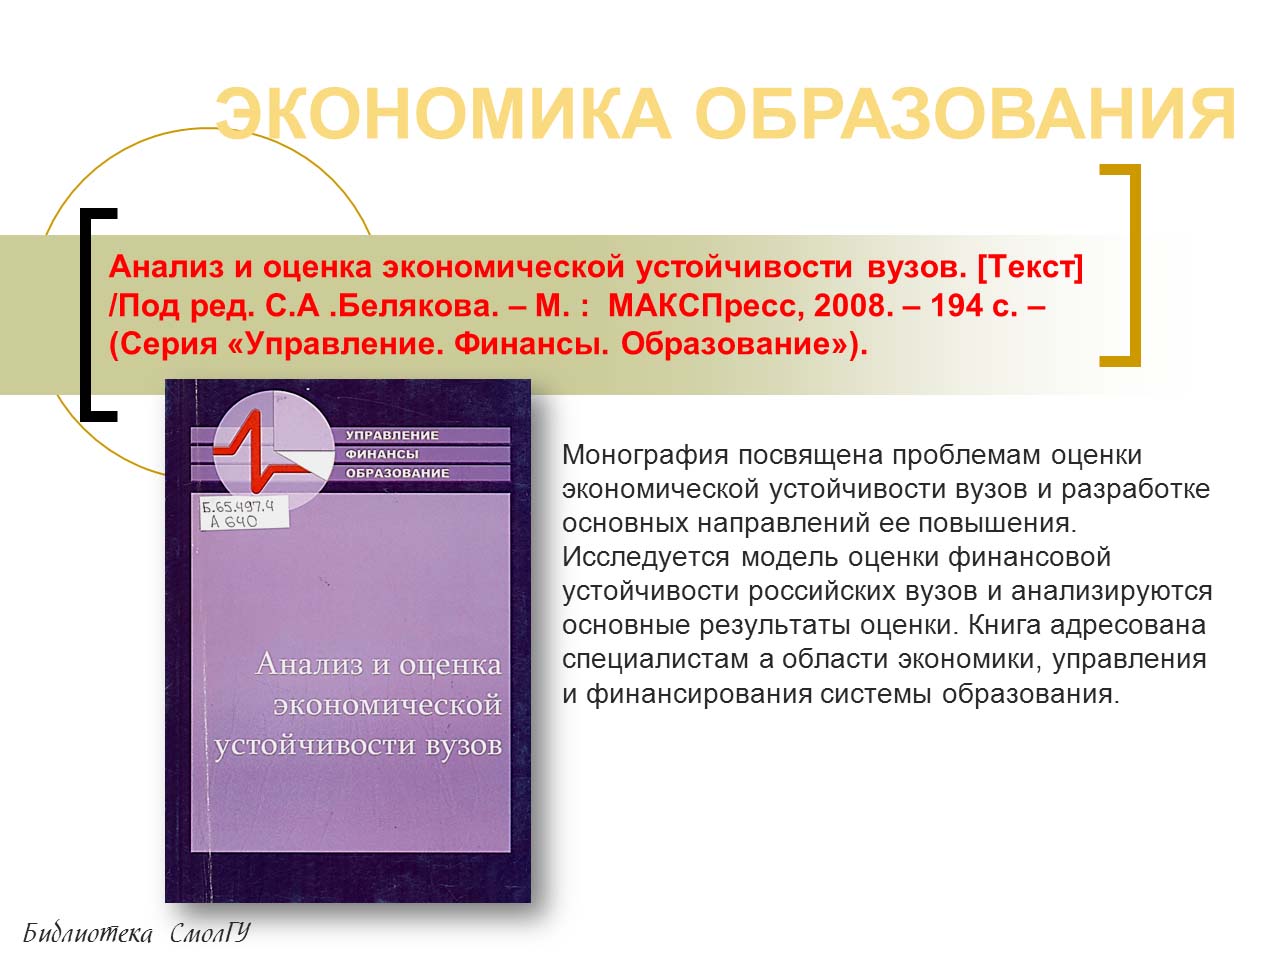 ЭКОНОМИКА ОБРАЗОВАНИЯ
Анализ и оценка экономической устойчивости вузов. [Текст]
/Под ред. С.А .Белякова. – М. :  МАКСПресс, 2008. – 194 с. –
(Серия «Управление. Финансы. Образование»).
УПРАВЛЕНИЕ
ФИНАНСЫ
ОБРАЗОВАНИЕ
Б.65.497.4
А 640
Анализ и оценка
экономической
устойчивости вузов
Монография посвящена проблемам оценки
экономической устойчивости вузов и разработке
основных направлений ее повышения.
Исследуется модель оценки финансовой
устойчивости российских вузов и анализируются
основные результаты оценки. Книга адресована
специалистам а области экономики, управления
и финансирования системы образования.
Библиотека СмолГУ